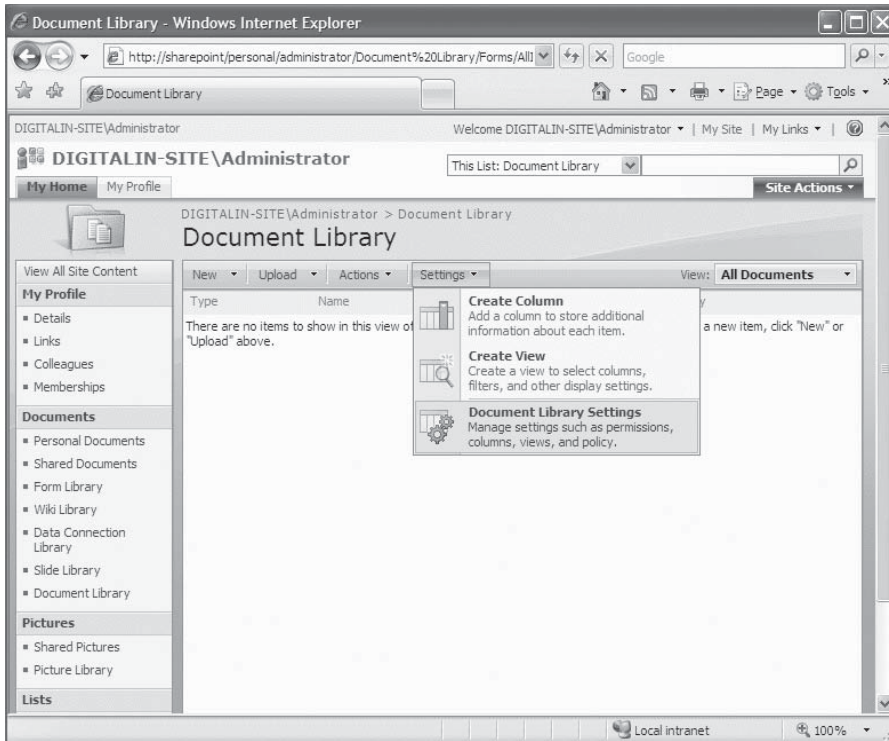 Document Library - Windows Internet Explorer
http://sharepoint/personal/administrator/Document%20Library/Forms/All
Google
Document Library
Page
Tools
DIGITALIN-SITE\Administrator
Welcome DIGITALIN-SITE\Administrator | My Site | My Links |
DIGITALIN-SITE\Administrator
This List: Document Library
My Home My Profile
Site Actions
DIGITALIN-SITE\Administrator > Document Library
Document Library
View All Site Content
New Upload Actions Settings View: All Documents
My Profile
Type Name
Create Column
Add a column to store additional
information about each item.
There are no items to show in this view of
a new item, click "New" or
"Upload" above.
Create View
Create a view to select columns,
filters, and other display settings.
Document Library Settings
Manage settings such as permissions,
columns, views, and policy.
Details
Links
Colleagues
Memberships
Documents
Personal Documents
Shared Documents
Form Library
Wiki Library
Data Connection
Library
Slide Library
Document Library
Pictures
Shared Pictures
Picture Library
Lists
Local intranet
100%